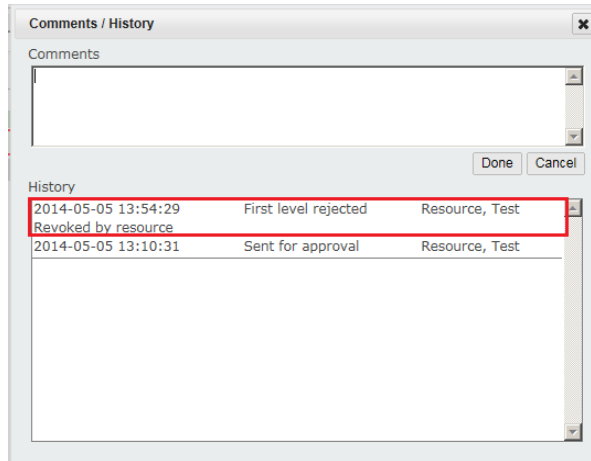 Comments / History
Comments
Done Cancel
History
2014-05-05 13:54:29 First level rejected Resource, Test
Revoked by resource
2014-05-05 13:10:31 Sent for approval Resource, Test